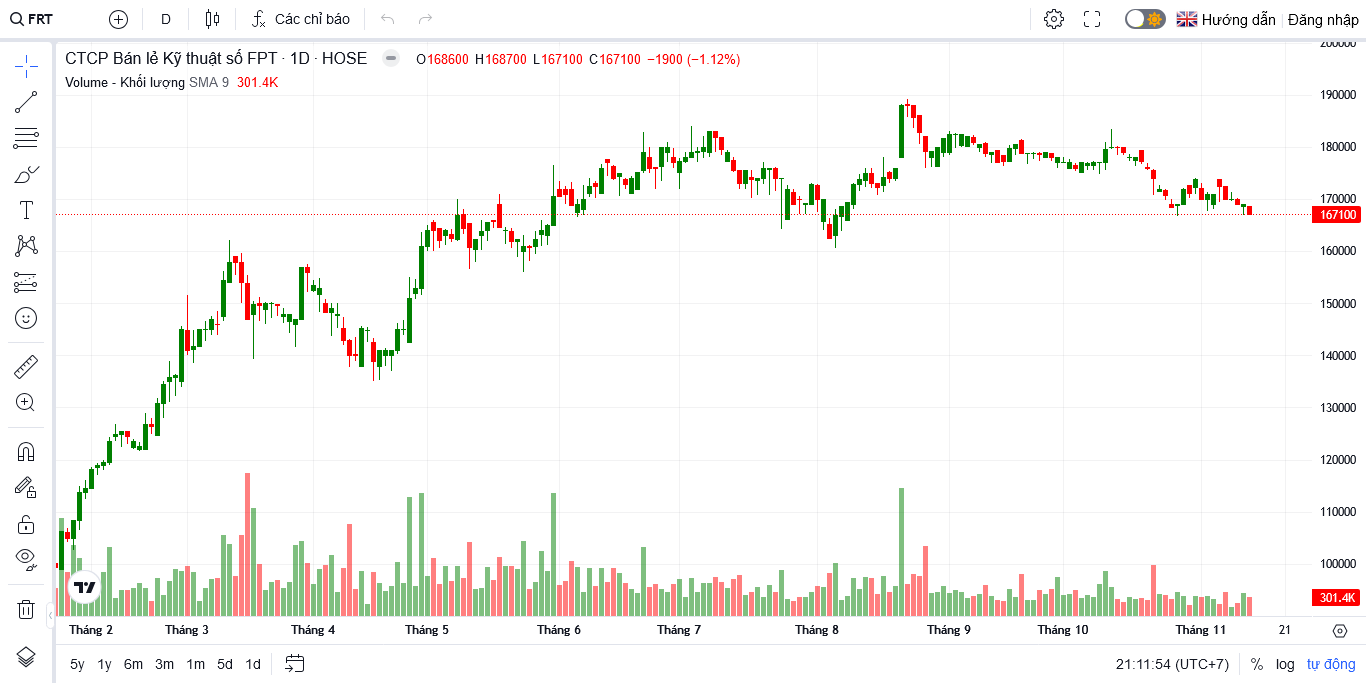 FRT D Các chỉ báo Hướng dẫn Đăng nhập
CTCP Bán lẻ Kỹ thuật số FPT · 1D · HOSE O168600 H168700 L167100 C167100 −1900 (−1.12%)
Volume - Khối lượng SMA 9 301.4K
200000
190000
180000
170000
167100
160000
150000
140000
130000
120000
110000
100000
301.4K
Tháng 2 Tháng 3 Tháng 4 Tháng 5 Tháng 6 Tháng 7 Tháng 8 Tháng 9 Tháng 10 Tháng 11 21
5y 1y 6m 3m 1m 5d 1d 21:11:54 (UTC+7) % log tự động